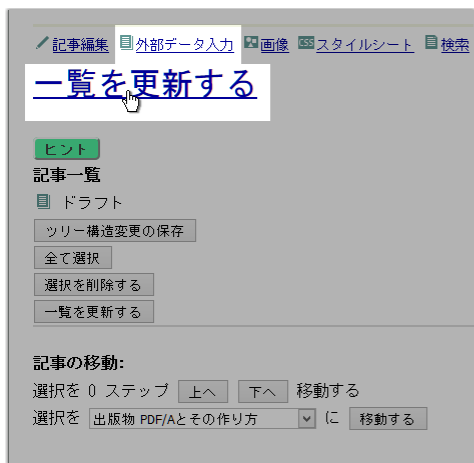 記事編集 外部データ入力 画像 CSS スタイルシート 検索
一覧を更新する
ヒント
記事一覧
ドラフト
ツリー構造変更の保存
全て選択
選択を削除する
一覧を更新する
記事の移動:
選択を 0 ステップ 上へ 下へ 移動する
選択を 出版物 PDF/Aとその作り方 に 移動する